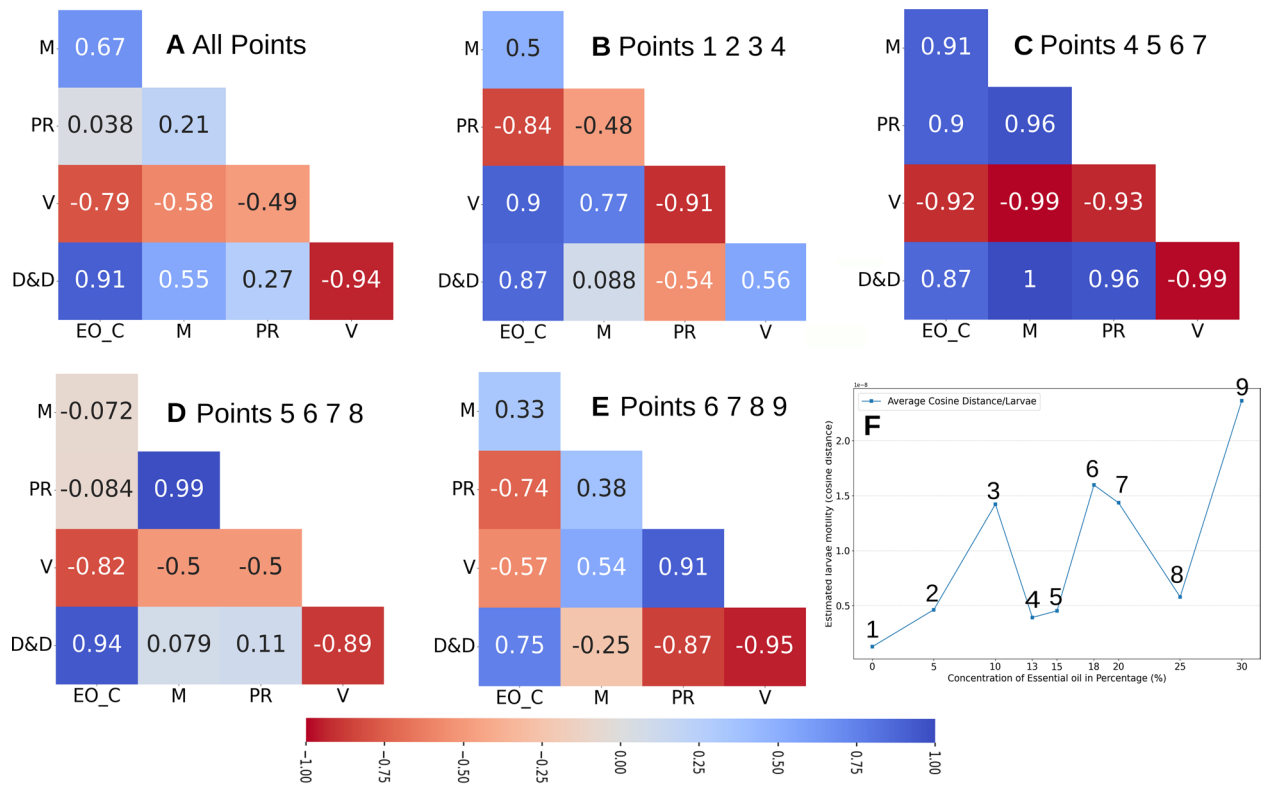 A All Points
M 0.67
PR 0.038 0.21
V -0.79 -0.58 -0.49
D&D 0.91 0.55 0.27 -0.94
EO_C M PR V
B Points 1 2 3 4
M 0.5
PR -0.84 -0.48
V 0.9 0.77 -0.91
D&D 0.87 0.088 -0.54 0.56
EO_C M PR V
C Points 4 5 6 7
M 0.91
PR 0.9 0.96
V -0.92 -0.99 -0.93
D&D 0.87 1 0.96 -0.99
EO_C M PR V
D Points 5 6 7 8
M -0.072
PR -0.084 0.99
V -0.82 -0.5 -0.5
D&D 0.94 0.079 0.11 -0.89
EO_C M PR V
E Points 6 7 8 9
M 0.33
PR -0.74 0.38
V -0.57 0.54 0.91
D&D 0.75 -0.25 -0.87 -0.95
EO_C M PR V
1e-8
Average Cosine Distance/Larvae
F
Estimated larvae motility (cosine distance)
2.0
1.5
1.0
0.5
1 2 3 4 5 6 7 8 9
0 5 10 13 15 18 20 25 30
Concentration of Essential oil in Percentage (%)
−1.00 −0.75 −0.50 −0.25 0.00 0.25 0.50 0.75 1.00